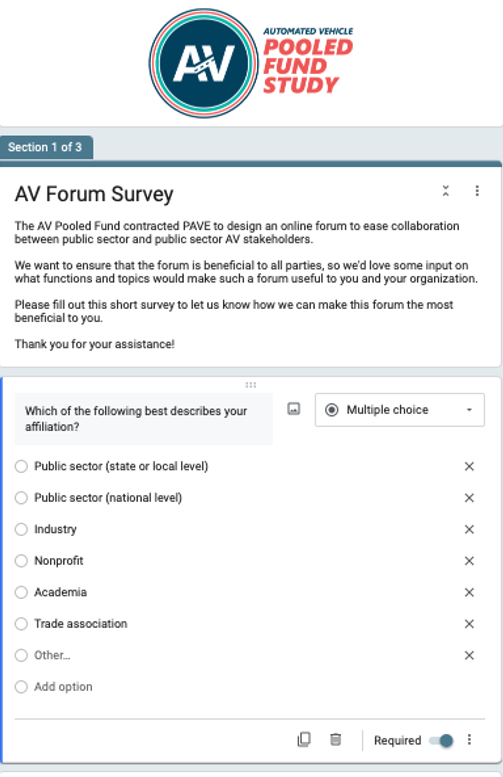 AV
AUTOMATED VEHICLE
POOLED
FUND
STUDY
Section 1 of 3
AV Forum Survey
The AV Pooled Fund contracted PAVE to design an online forum to ease collaboration
between public sector and public sector AV stakeholders.
We want to ensure that the forum is beneficial to all parties, so we'd love some input on
what functions and topics would make such a forum useful to you and your organization.
Please fill out this short survey to let us know how we can make this forum the most
beneficial to you.
Thank you for your assistance!
Which of the following best describes your
affiliation?
Multiple choice
Public sector (state or local level)
Public sector (national level)
Industry
Nonprofit
Academia
Trade association
Other...
Add option
Required